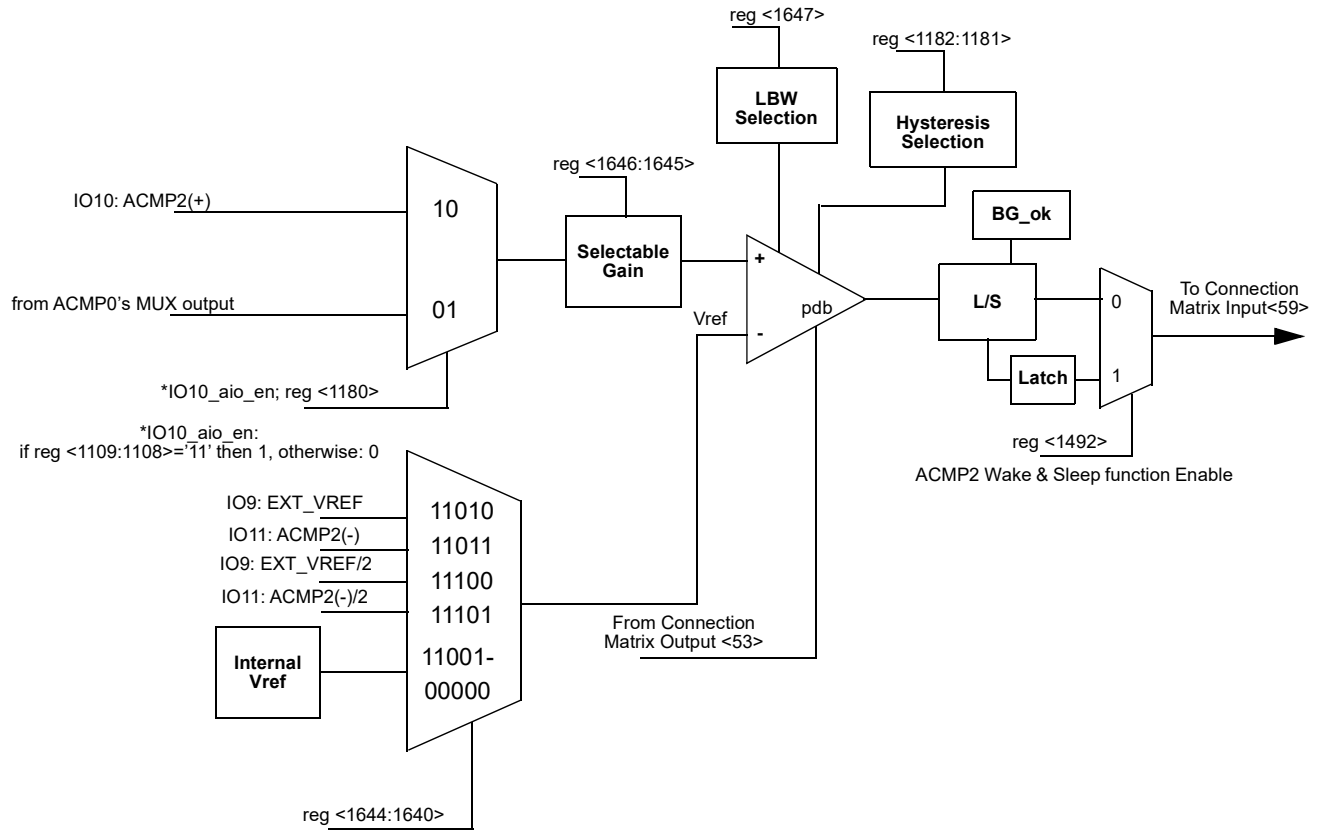 reg <1647>
reg <1182:1181>
LBW
Selection
Hysteresis
Selection
reg <1646:1645>
IO10: ACMP2(+)
10
BG_ok
Selectable
Gain
+
from ACMP0's MUX output
01
L/S
0
To Connection
Matrix Input<59>
pdb
Vref
-
Latch
1
*IO10_aio_en; reg <1180>
*IO10_aio_en:
if reg <1109:1108>='11' then 1, otherwise: 0
reg <1492>
ACMP2 Wake & Sleep function Enable
IO9: EXT_VREF
11010
IO11: ACMP2(-)
11011
IO9: EXT_VREF/2
11100
IO11: ACMP2(-)/2
11101
From Connection
Matrix Output <53>
Internal
Vref
11001-
00000
reg <1644:1640>